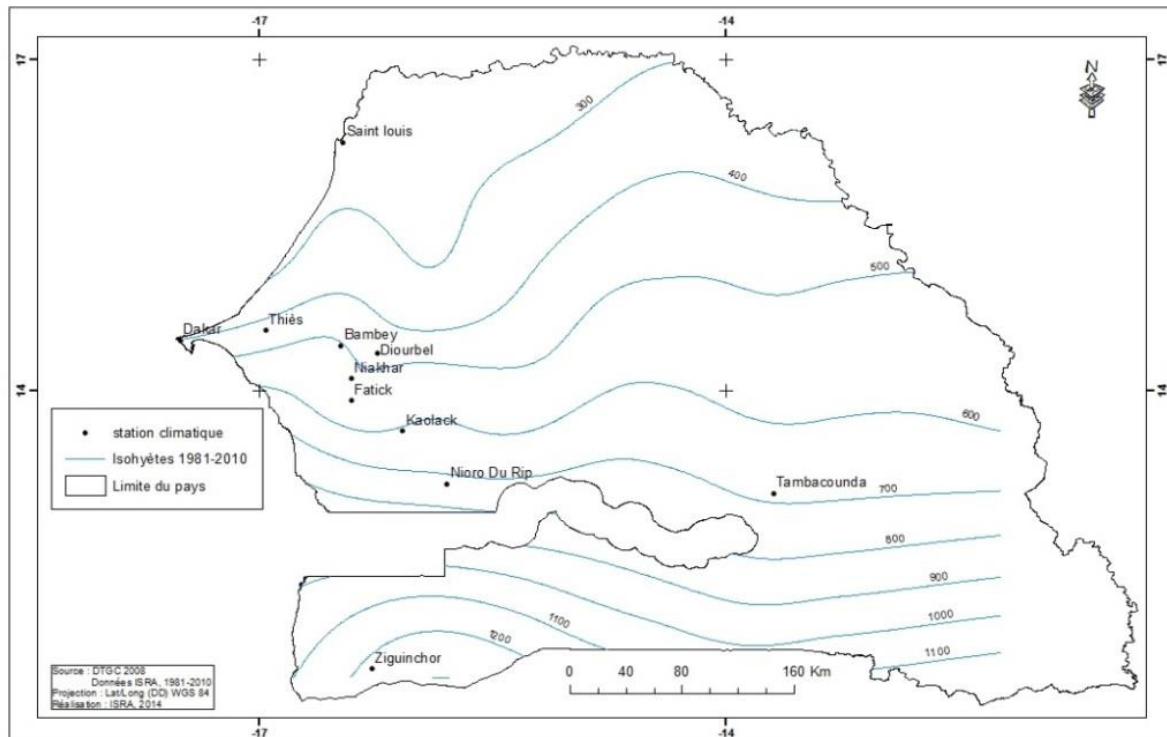 -17
-14
17
17
N
300
Saint louis
400
500
Dakar
Thiès
Bambey
Diourbel
Niakhar
14
Fatick
14
600
station climatique
Kaolack
Isohyètes 1981-2010
Limite du pays
Nioro Du Rip
Tambacounda
700
800
900
1000
1100
1100
1200
Ziguinchor
0 40 80 160 Km
Source : DTGC 2008
Données ISRA, 1981-2010
Projection : Lat/Long (DD) WGS 84
Réalisation : ISRA, 2014
-17
-14